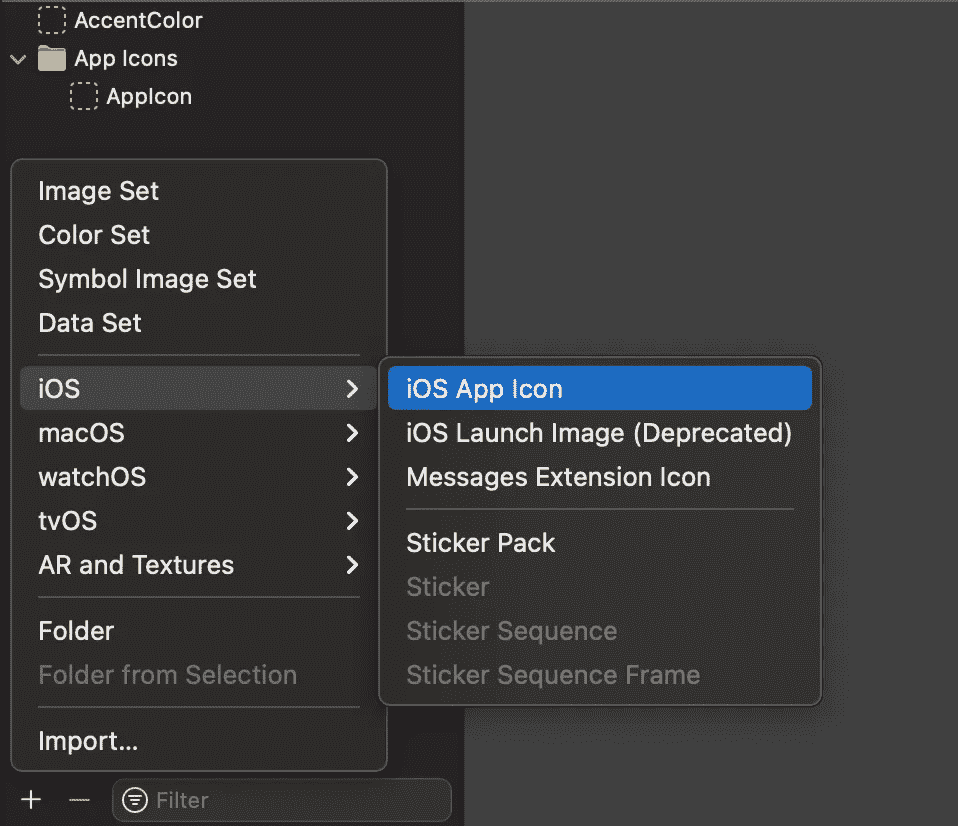 AccentColor
App Icons
AppIcon
Image Set
Color Set
Symbol Image Set
Data Set
iOS
macOS
watchOS
tvOS
AR and Textures
Folder
Folder from Selection
Import...
iOS App Icon
iOS Launch Image (Deprecated)
Messages Extension Icon
Sticker Pack
Sticker
Sticker Sequence
Sticker Sequence Frame
Filter